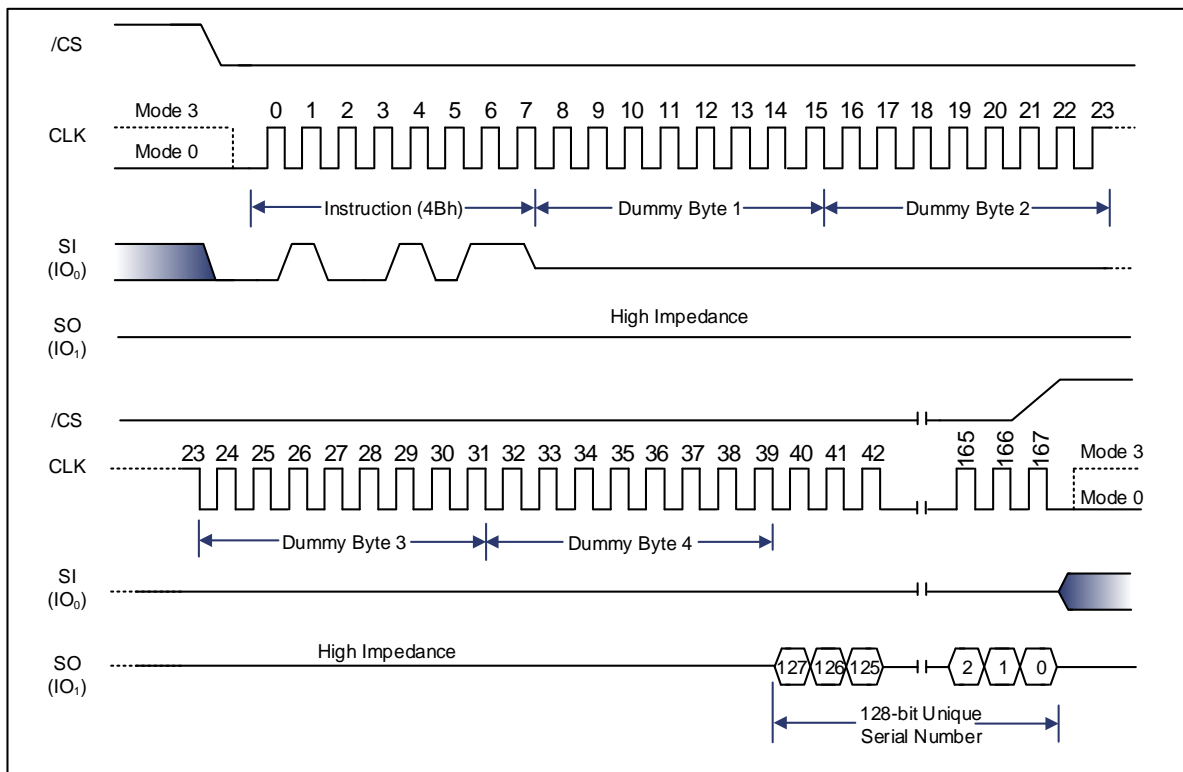 /CS
Mode 3
0 1 2 3 4 5 6 7 8 9 10 11 12 13 14 15 16 17 18 19 20 21 22 23
CLK
Mode 0
Instruction (4Bh) Dummy Byte 1 Dummy Byte 2
SI
(IO₀)
High Impedance
SO
(IO₁)
/CS
23 24 25 26 27 28 29 30 31 32 33 34 35 36 37 38 39 40 41 42 165 166 167
CLK
Mode 3
Mode 0
Dummy Byte 3 Dummy Byte 4
SI
(IO₀)
High Impedance
SO
(IO₁)
127 126 125 2 1 0
128-bit Unique
Serial Number